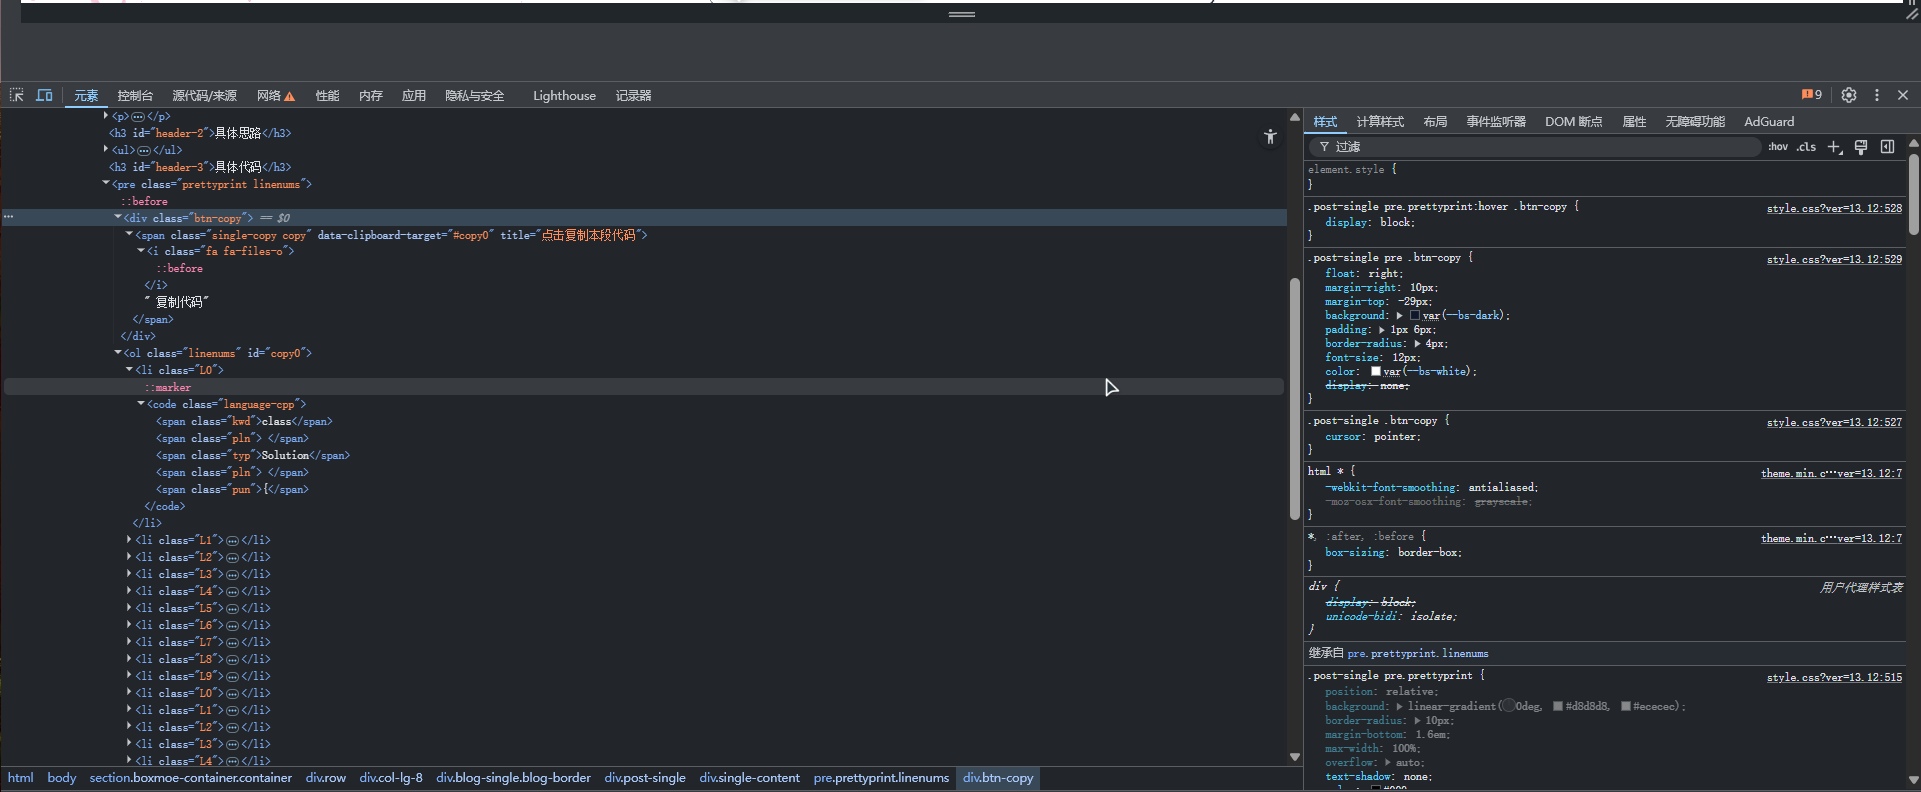 元素 控制台 源代码/来源 网络 性能 内存 应用 隐私与安全 Lighthouse 记录器 9
<p>…</p>
<h3 id="header-2">具体思路</h3>
<ul>…</ul>
<h3 id="header-3">具体代码</h3>
<pre class="prettyprint linenums">
::before
… <div class="btn-copy"> == $0
<span class="single-copy copy" data-clipboard-target="#copy0" title="点击复制本段代码">
<i class="fa fa-files-o">
::before
</i>
" 复制代码"
</span>
</div>
<ol class="linenums" id="copy0">
<li class="L0">
::marker
<code class="language-cpp">
<span class="kwd">class</span>
<span class="pln"> </span>
<span class="typ">Solution</span>
<span class="pln"> </span>
<span class="pun">{</span>
</code>
</li>
<li class="L1">…</li>
<li class="L2">…</li>
<li class="L3">…</li>
<li class="L4">…</li>
<li class="L5">…</li>
<li class="L6">…</li>
<li class="L7">…</li>
<li class="L8">…</li>
<li class="L9">…</li>
<li class="L0">…</li>
<li class="L1">…</li>
<li class="L2">…</li>
<li class="L3">…</li>
<li class="L4">…</li>
html body section.boxmoe-container.container div.row div.col-lg-8 div.blog-single.blog-border div.post-single div.single-content pre.prettyprint.linenums div.btn-copy
样式 计算样式 布局 事件监听器 DOM 断点 属性 无障碍功能 AdGuard
过滤 :hov .cls
element.style {
}
.post-single pre.prettyprint:hover .btn-copy { style.css?ver=13.12:528
display: block;
}
.post-single pre .btn-copy { style.css?ver=13.12:529
float: right;
margin-right: 10px;
margin-top: -29px;
background: var(--bs-dark);
padding: 1px 6px;
border-radius: 4px;
font-size: 12px;
color: var(--bs-white);
display: none;
}
.post-single .btn-copy { style.css?ver=13.12:527
cursor: pointer;
}
html * { theme.min.c…ver=13.12:7
-webkit-font-smoothing: antialiased;
-moz-osx-font-smoothing: grayscale;
}
*, :after, :before { theme.min.c…ver=13.12:7
box-sizing: border-box;
}
div { 用户代理样式表
display: block;
unicode-bidi: isolate;
}
继承自 pre.prettyprint.linenums
.post-single pre.prettyprint { style.css?ver=13.12:515
position: relative;
background: linear-gradient(0deg, #d8d8d8, #ececec);
border-radius: 10px;
margin-bottom: 1.6em;
max-width: 100%;
overflow: auto;
text-shadow: none;